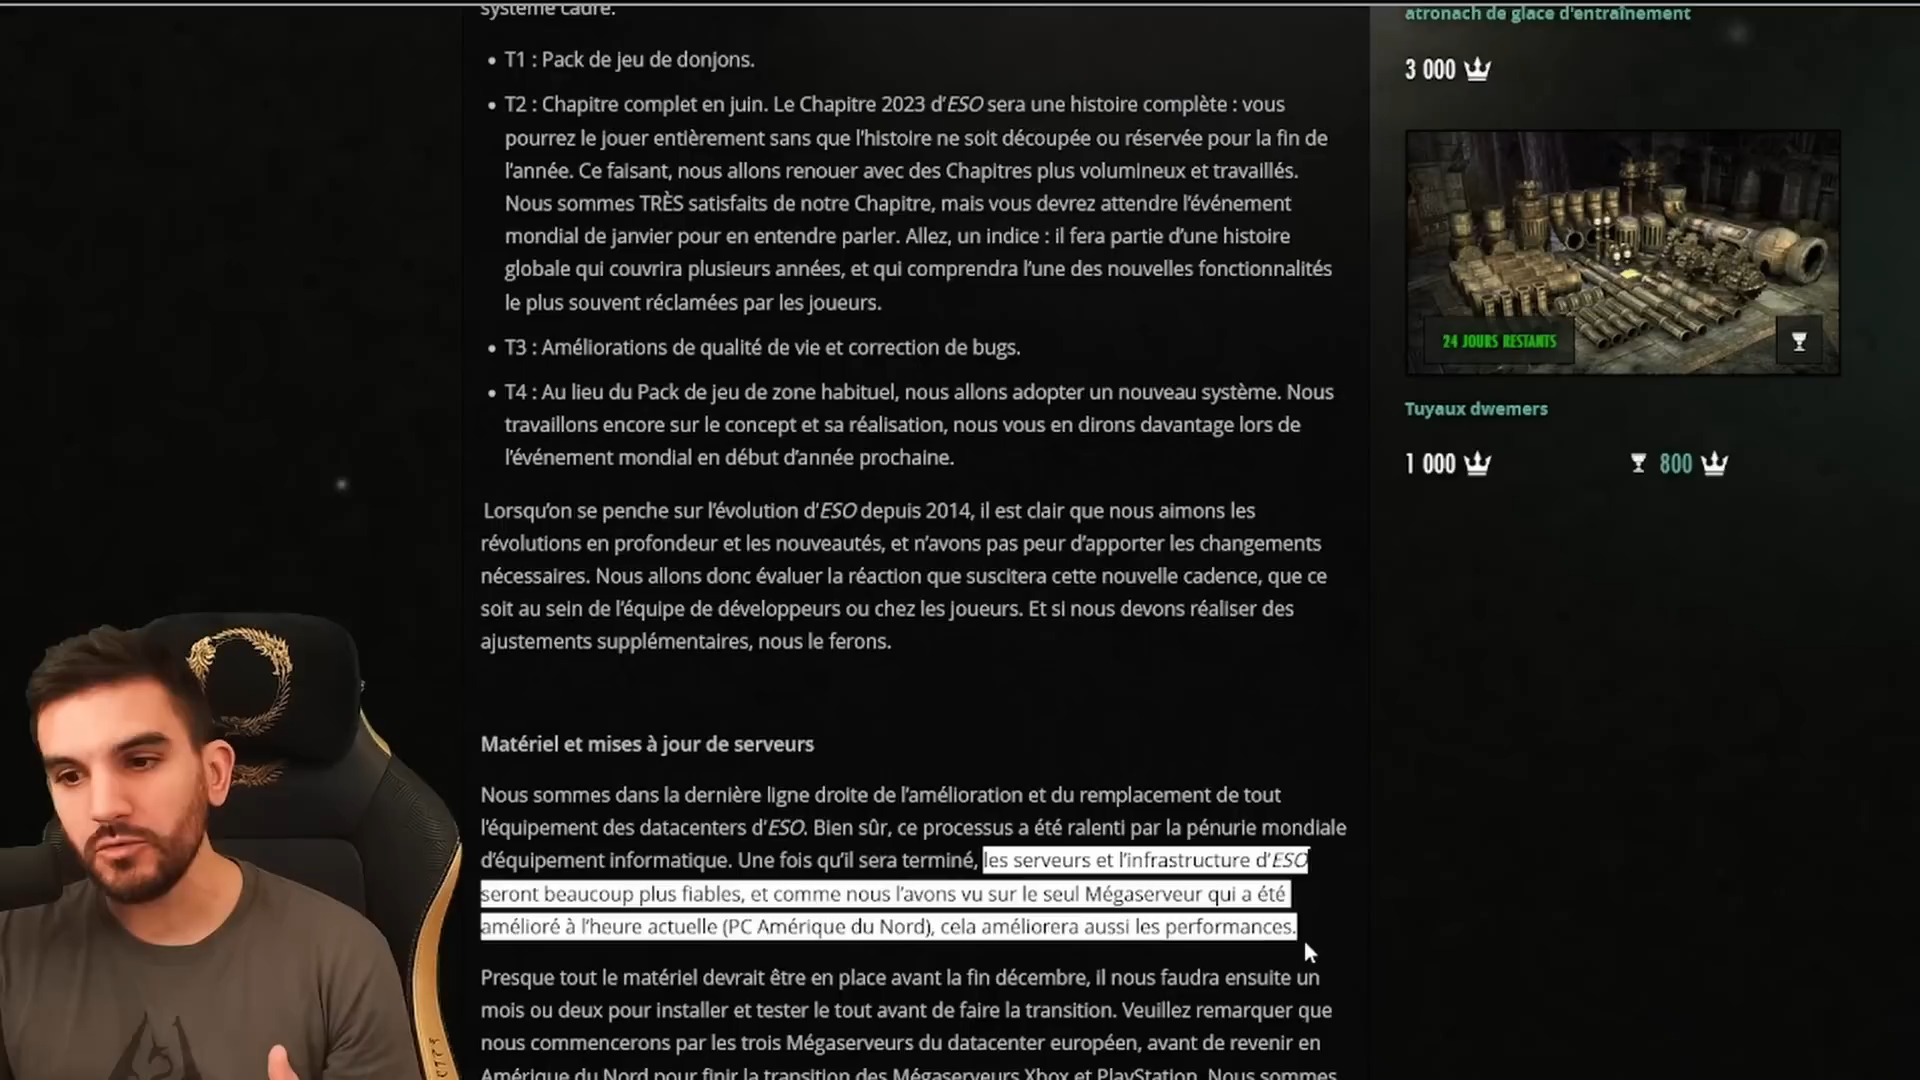 système cadre.
• T1 : Pack de jeu de donjons.
• T2 : Chapitre complet en juin. Le Chapitre 2023 d'ESO sera une histoire complète : vous
pourrez le jouer entièrement sans que l'histoire ne soit découpée ou réservée pour la fin de
l'année. Ce faisant, nous allons renouer avec des Chapitres plus volumineux et travaillés.
Nous sommes TRÈS satisfaits de notre Chapitre, mais vous devrez attendre l'événement
mondial de janvier pour en entendre parler. Allez, un indice : il fera partie d'une histoire
globale qui couvrira plusieurs années, et qui comprendra l'une des nouvelles fonctionnalités
le plus souvent réclamées par les joueurs.
• T3 : Améliorations de qualité de vie et correction de bugs.
• T4 : Au lieu du Pack de jeu de zone habituel, nous allons adopter un nouveau système. Nous
travaillons encore sur le concept et sa réalisation, nous vous en dirons davantage lors de
l'événement mondial en début d'année prochaine.
Lorsqu'on se penche sur l'évolution d'ESO depuis 2014, il est clair que nous aimons les
révolutions en profondeur et les nouveautés, et n'avons pas peur d'apporter les changements
nécessaires. Nous allons donc évaluer la réaction que suscitera cette nouvelle cadence, que ce
soit au sein de l'équipe de développeurs ou chez les joueurs. Et si nous devons réaliser des
ajustements supplémentaires, nous le ferons.
Matériel et mises à jour de serveurs
Nous sommes dans la dernière ligne droite de l'amélioration et du remplacement de tout
l'équipement des datacenters d'ESO. Bien sûr, ce processus a été ralenti par la pénurie mondiale
d'équipement informatique. Une fois qu'il sera terminé, les serveurs et l'infrastructure d'ESO
seront beaucoup plus fiables, et comme nous l'avons vu sur le seul Mégaserveur qui a été
amélioré à l'heure actuelle (PC Amérique du Nord), cela améliorera aussi les performances.
Presque tout le matériel devrait être en place avant la fin décembre, il nous faudra ensuite un
mois ou deux pour installer et tester le tout avant de faire la transition. Veuillez remarquer que
nous commencerons par les trois Mégaserveurs du datacenter européen, avant de revenir en
Amérique du Nord pour finir la transition des Mégaserveurs Xbox et PlayStation. Nous sommes
atronach de glace d'entraînement
3 000
24 JOURS RESTANTS
Tuyaux dwemers
1 000
800